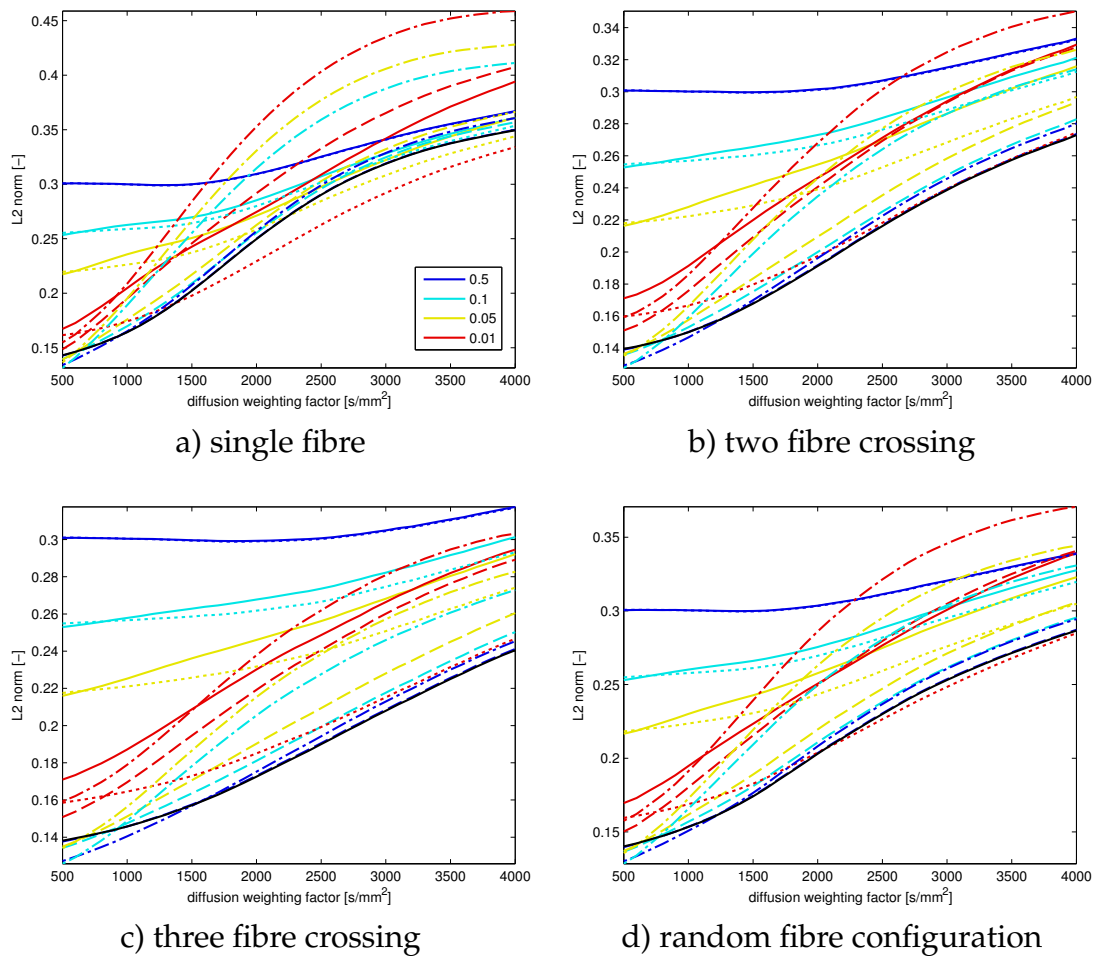 0.45
0.4
0.35
0.3
0.25
0.2
0.15
L2 norm [–]
500 1000 1500 2000 2500 3000 3500 4000
diffusion weighting factor [s/mm²]
0.5
0.1
0.05
0.01
a) single fibre
0.34
0.32
0.3
0.28
0.26
0.24
0.22
0.2
0.18
0.16
0.14
L2 norm [–]
500 1000 1500 2000 2500 3000 3500 4000
diffusion weighting factor [s/mm²]
b) two fibre crossing
0.3
0.28
0.26
0.24
0.22
0.2
0.18
0.16
0.14
L2 norm [–]
500 1000 1500 2000 2500 3000 3500 4000
diffusion weighting factor [s/mm²]
c) three fibre crossing
0.35
0.3
0.25
0.2
0.15
L2 norm [–]
500 1000 1500 2000 2500 3000 3500 4000
diffusion weighting factor [s/mm²]
d) random fibre configuration